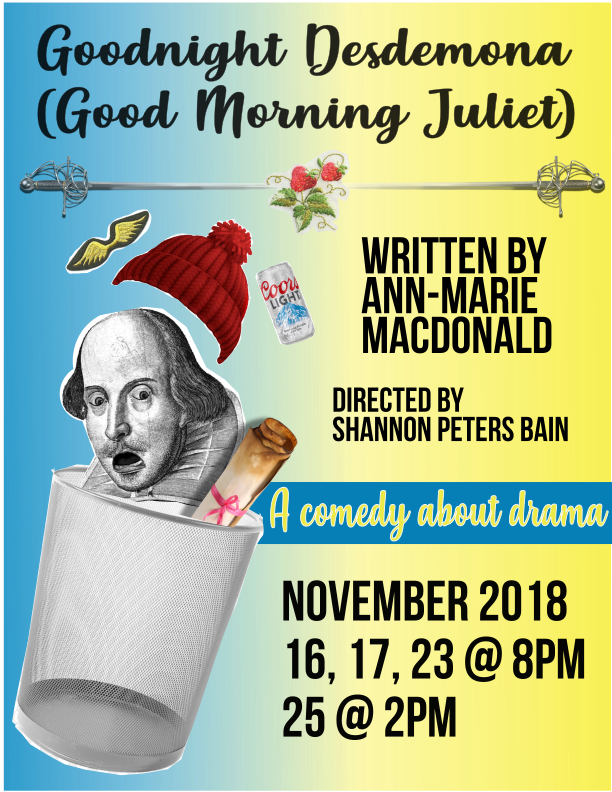 Goodnight Desdemona
(Good Morning Juliet)
Coors
LIGHT
WRITTEN BY
ANN-MARIE
MACDONALD
DIRECTED BY
SHANNON PETERS BAIN
A comedy about drama
NOVEMBER 2018
16, 17, 23 @ 8PM
25 @ 2PM